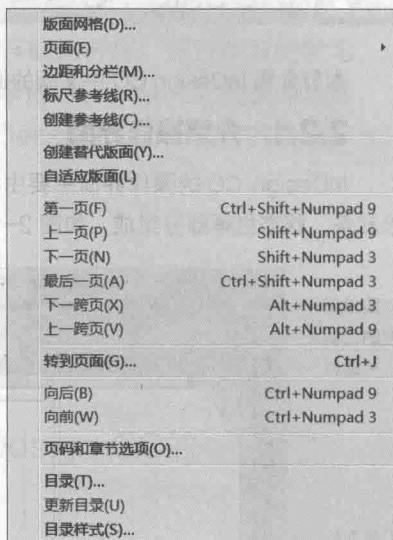 版面网格(D)...
页面(E)
边距和分栏(M)...
标尺参考线(R)...
创建参考线(C)...
创建替代版面(Y)...
自适应版面(L)
第一页(F) Ctrl+Shift+Numpad 9
上一页(P) Shift+Numpad 9
下一页(N) Shift+Numpad 3
最后一页(A) Ctrl+Shift+Numpad 3
下一跨页(X) Alt+Numpad 3
上一跨页(V) Alt+Numpad 9
转到页面(G)... Ctrl+J
向后(B) Ctrl+Numpad 9
向前(W) Ctrl+Numpad 3
页码和章节选项(O)...
目录(T)...
更新目录(U)
目录样式(S)...